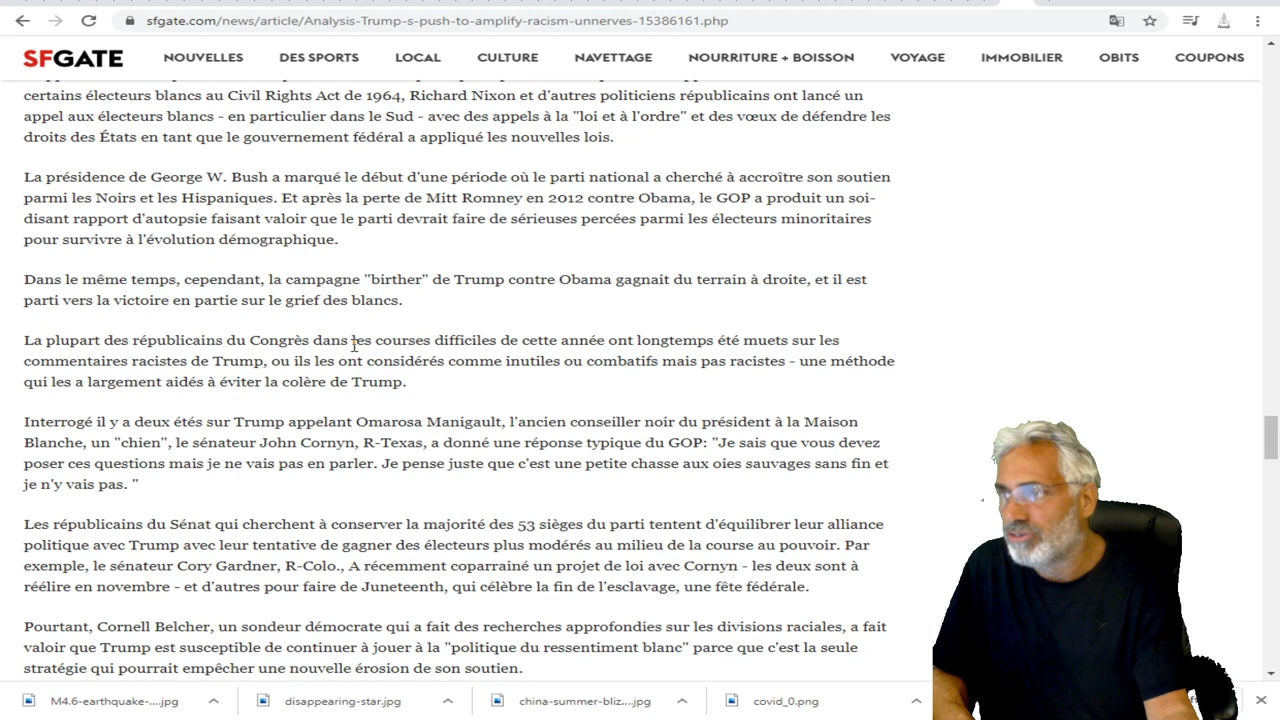 sfgate.com/news/article/Analysis-Trump-s-push-to-amplify-racism-unnerves-15386161.php
SFGATE NOUVELLES DES SPORTS LOCAL CULTURE NAVETTAGE NOURRITURE + BOISSON VOYAGE IMMOBILIER OBITS COUPONS
certains électeurs blancs au Civil Rights Act de 1964, Richard Nixon et d'autres politiciens républicains ont lancé un
appel aux électeurs blancs - en particulier dans le Sud - avec des appels à la "loi et à l'ordre" et des vœux de défendre les
droits des États en tant que le gouvernement fédéral a appliqué les nouvelles lois.
La présidence de George W. Bush a marqué le début d'une période où le parti national a cherché à accroître son soutien
parmi les Noirs et les Hispaniques. Et après la perte de Mitt Romney en 2012 contre Obama, le GOP a produit un soi-
disant rapport d'autopsie faisant valoir que le parti devrait faire de sérieuses percées parmi les électeurs minoritaires
pour survivre à l'évolution démographique.
Dans le même temps, cependant, la campagne "birther" de Trump contre Obama gagnait du terrain à droite, et il est
parti vers la victoire en partie sur le grief des blancs.
La plupart des républicains du Congrès dans les courses difficiles de cette année ont longtemps été muets sur les
commentaires racistes de Trump, ou ils les ont considérés comme inutiles ou combatifs mais pas racistes - une méthode
qui les a largement aidés à éviter la colère de Trump.
Interrogé il y a deux étés sur Trump appelant Omarosa Manigault, l'ancien conseiller noir du président à la Maison
Blanche, un "chien", le sénateur John Cornyn, R-Texas, a donné une réponse typique du GOP: "Je sais que vous devez
poser ces questions mais je ne vais pas en parler. Je pense juste que c'est une petite chasse aux oies sauvages sans fin et
je n'y vais pas. "
Les républicains du Sénat qui cherchent à conserver la majorité des 53 sièges du parti tentent d'équilibrer leur alliance
politique avec Trump avec leur tentative de gagner des électeurs plus modérés au milieu de la course au pouvoir. Par
exemple, le sénateur Cory Gardner, R-Colo., A récemment coparrainé un projet de loi avec Cornyn - les deux sont à
réélire en novembre - et d'autres pour faire de Juneteenth, qui célèbre la fin de l'esclavage, une fête fédérale.
Pourtant, Cornell Belcher, un sondeur démocrate qui a fait des recherches approfondies sur les divisions raciales, a fait
valoir que Trump est susceptible de continuer à jouer à la "politique du ressentiment blanc" parce que c'est la seule
stratégie qui pourrait empêcher une nouvelle érosion de son soutien.
M4.6-earthquake-....jpg disappearing-star.jpg china-summer-bliz....jpg covid_0.png